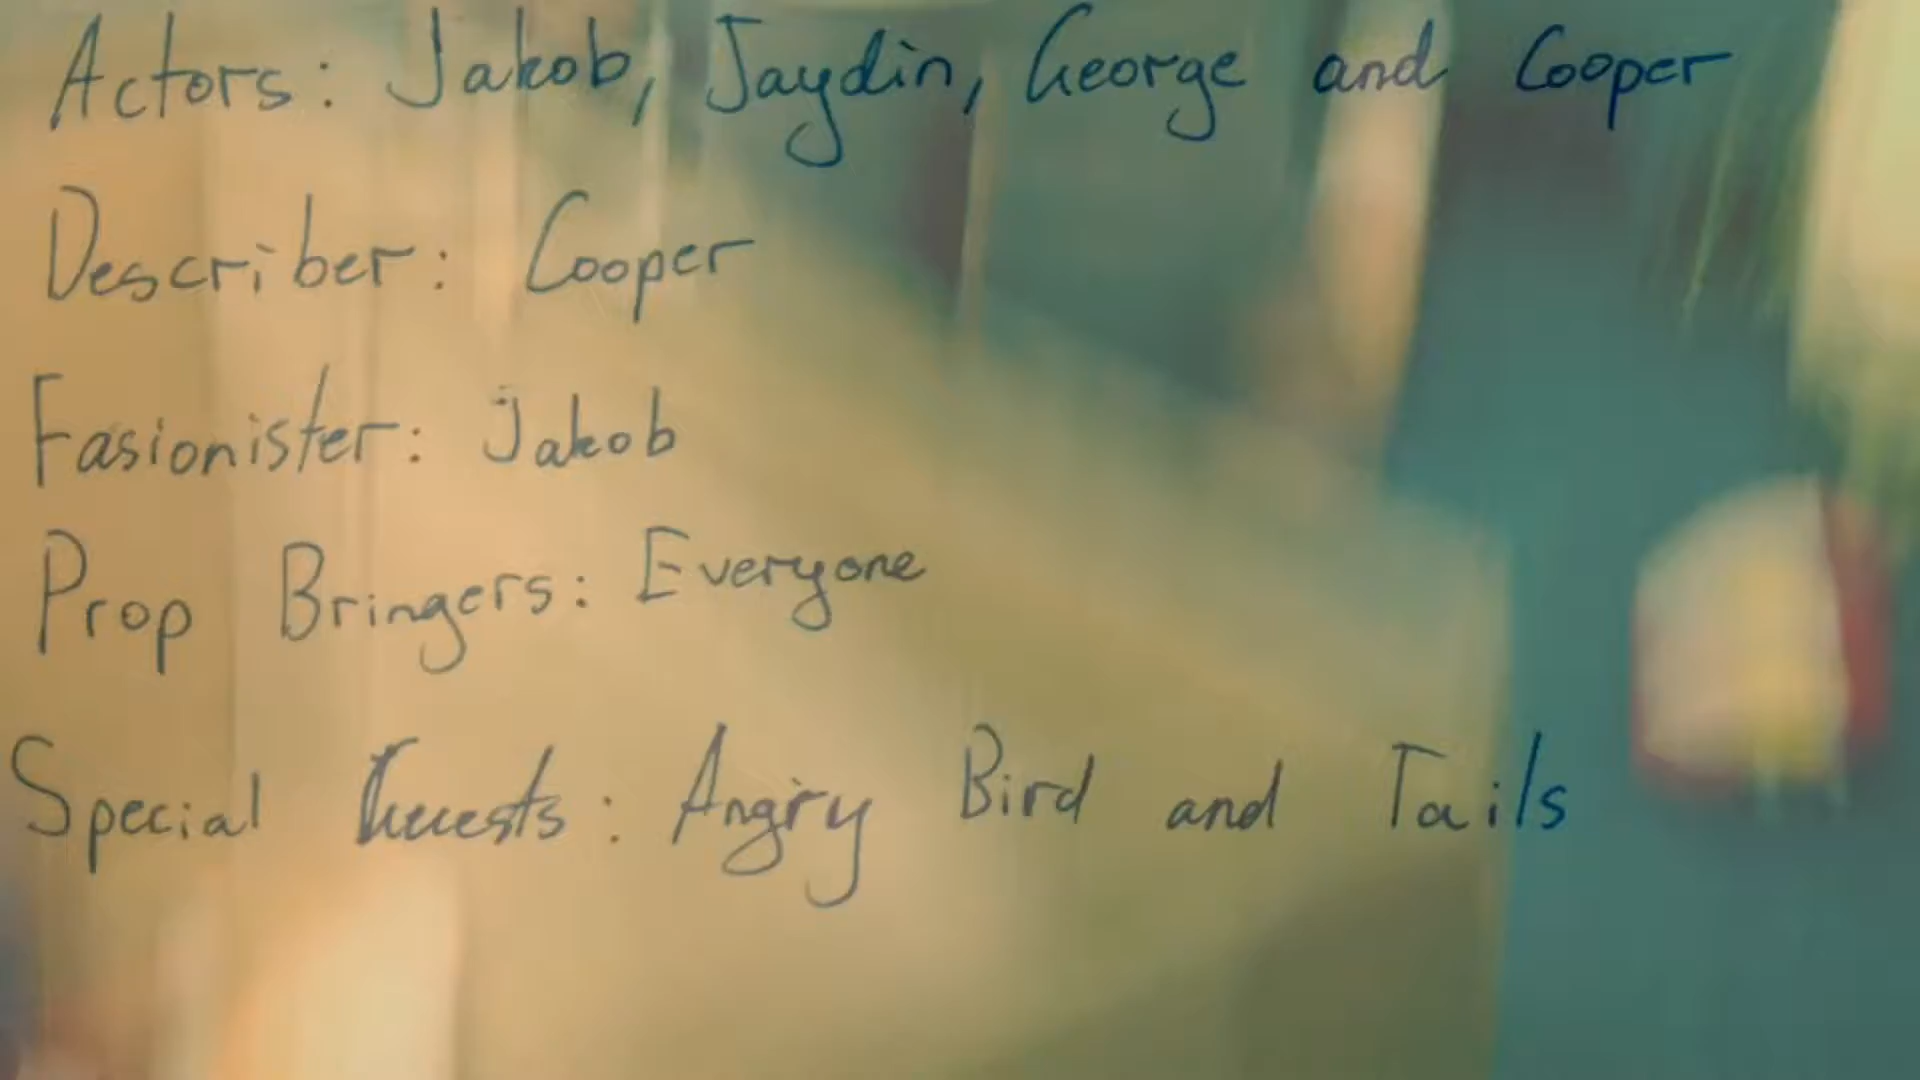 Actors: Jakob, Jaydin, George and Cooper
Describer: Cooper
Fasionister: Jakob
Prop Bringers: Everyone
Special Guests: Angry Bird and Tails